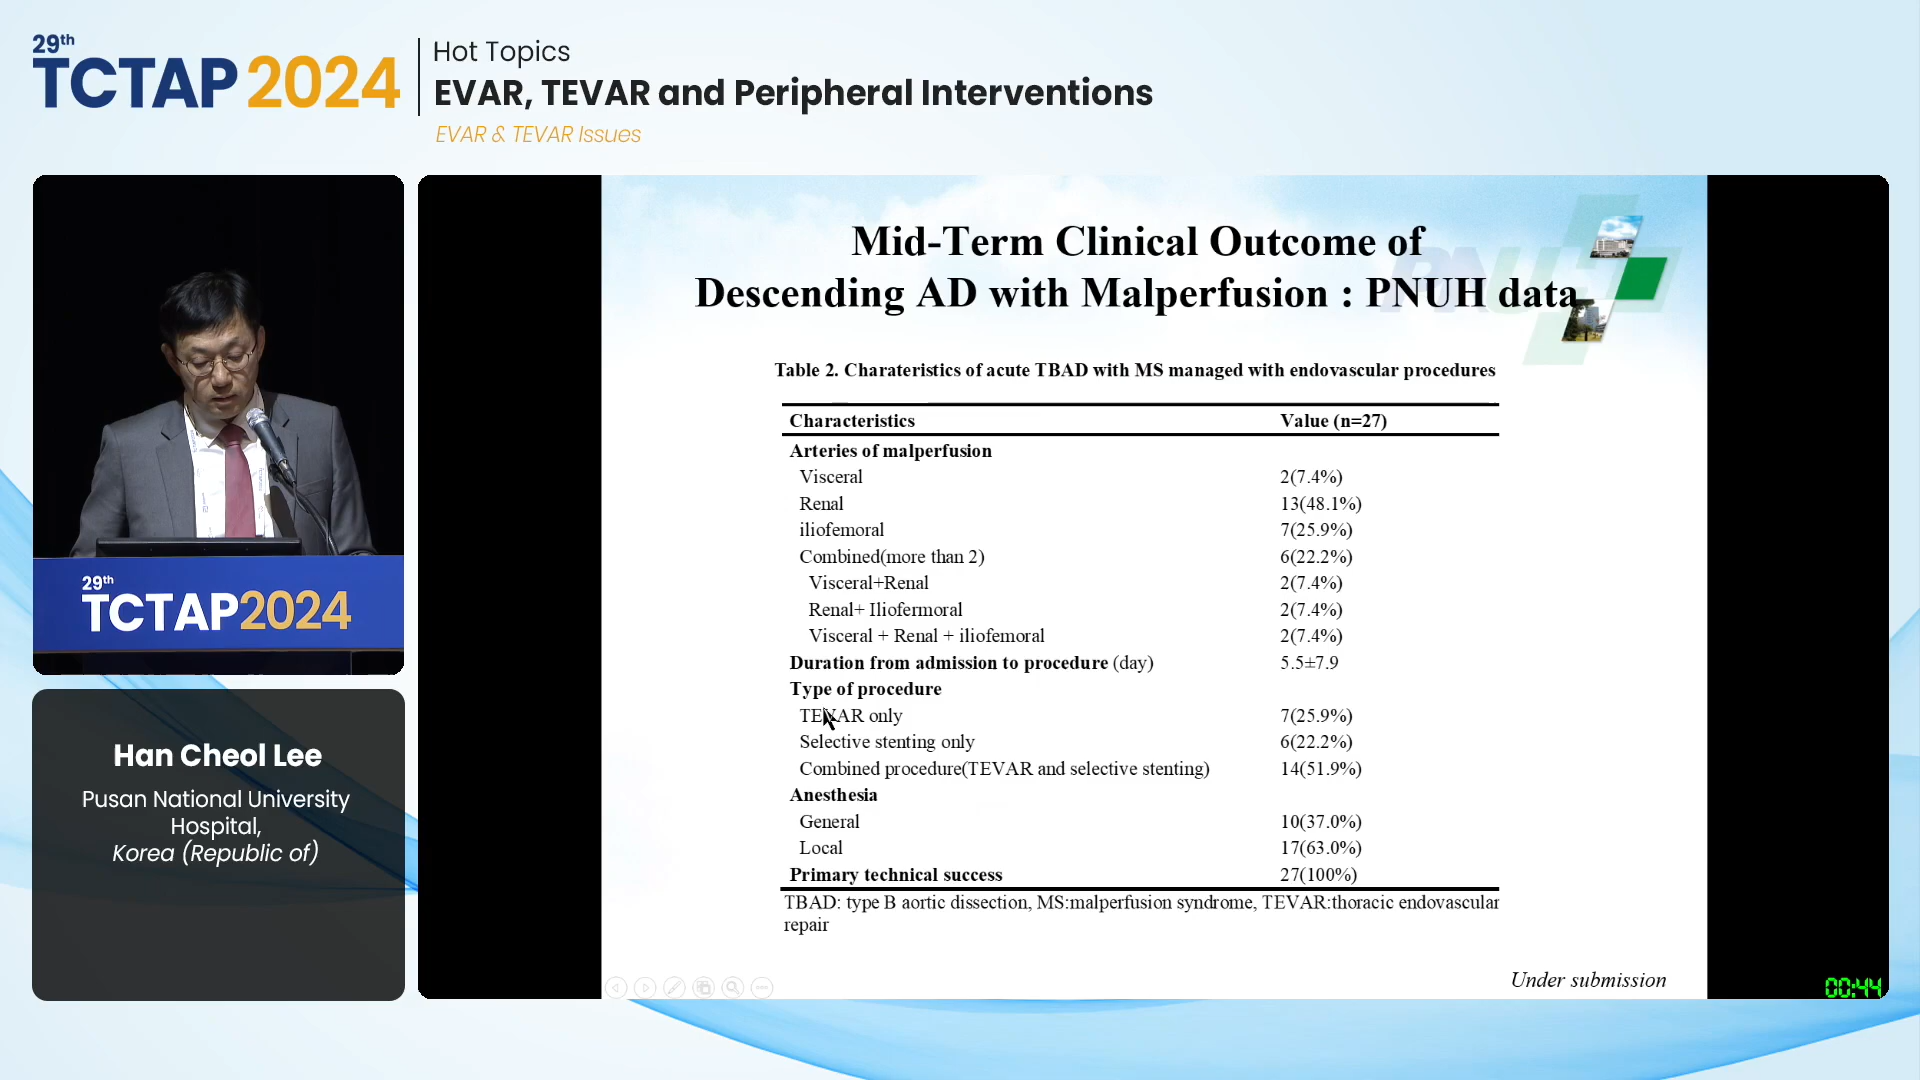 29th
TCTAP 2024
Hot Topics
EVAR, TEVAR and Peripheral Interventions
EVAR & TEVAR Issues
29th
TCTAP2024
Han Cheol Lee
Pusan National University
Hospital,
Korea (Republic of)
Mid-Term Clinical Outcome of
Descending AD with Malperfusion : PNUH data
Table 2. Charateristics of acute TBAD with MS managed with endovascular procedures
Characteristics Value (n=27)
Arteries of malperfusion
Visceral 2(7.4%)
Renal 13(48.1%)
iliofemoral 7(25.9%)
Combined(more than 2) 6(22.2%)
Visceral+Renal 2(7.4%)
Renal+ Iliofermoral 2(7.4%)
Visceral + Renal + iliofemoral 2(7.4%)
Duration from admission to procedure (day) 5.5±7.9
Type of procedure
TEVAR only 7(25.9%)
Selective stenting only 6(22.2%)
Combined procedure(TEVAR and selective stenting) 14(51.9%)
Anesthesia
General 10(37.0%)
Local 17(63.0%)
Primary technical success 27(100%)
TBAD: type B aortic dissection, MS:malperfusion syndrome, TEVAR:thoracic endovascular
repair
Under submission
00:44